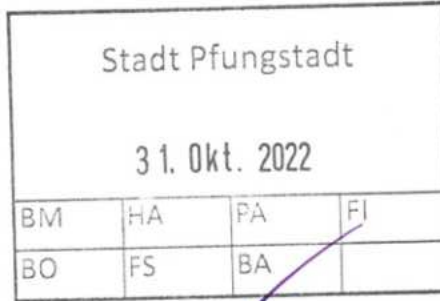 Stadt Pfungstadt
31. Okt. 2022
BM HA PA FI
BO FS BA